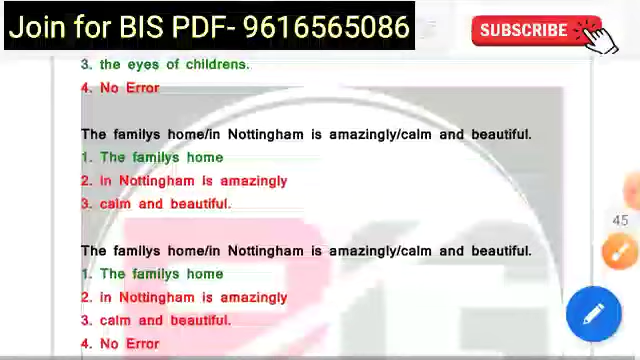 Join for BIS PDF- 9616565086
SUBSCRIBE
3. the eyes of childrens.
4. No Error
The familys home/in Nottingham is amazingly/calm and beautiful.
1. The familys home
2. in Nottingham is amazingly
3. calm and beautiful.
45
The familys home/in Nottingham is amazingly/calm and beautiful.
1. The familys home
2. in Nottingham is amazingly
3. calm and beautiful.
4. No Error